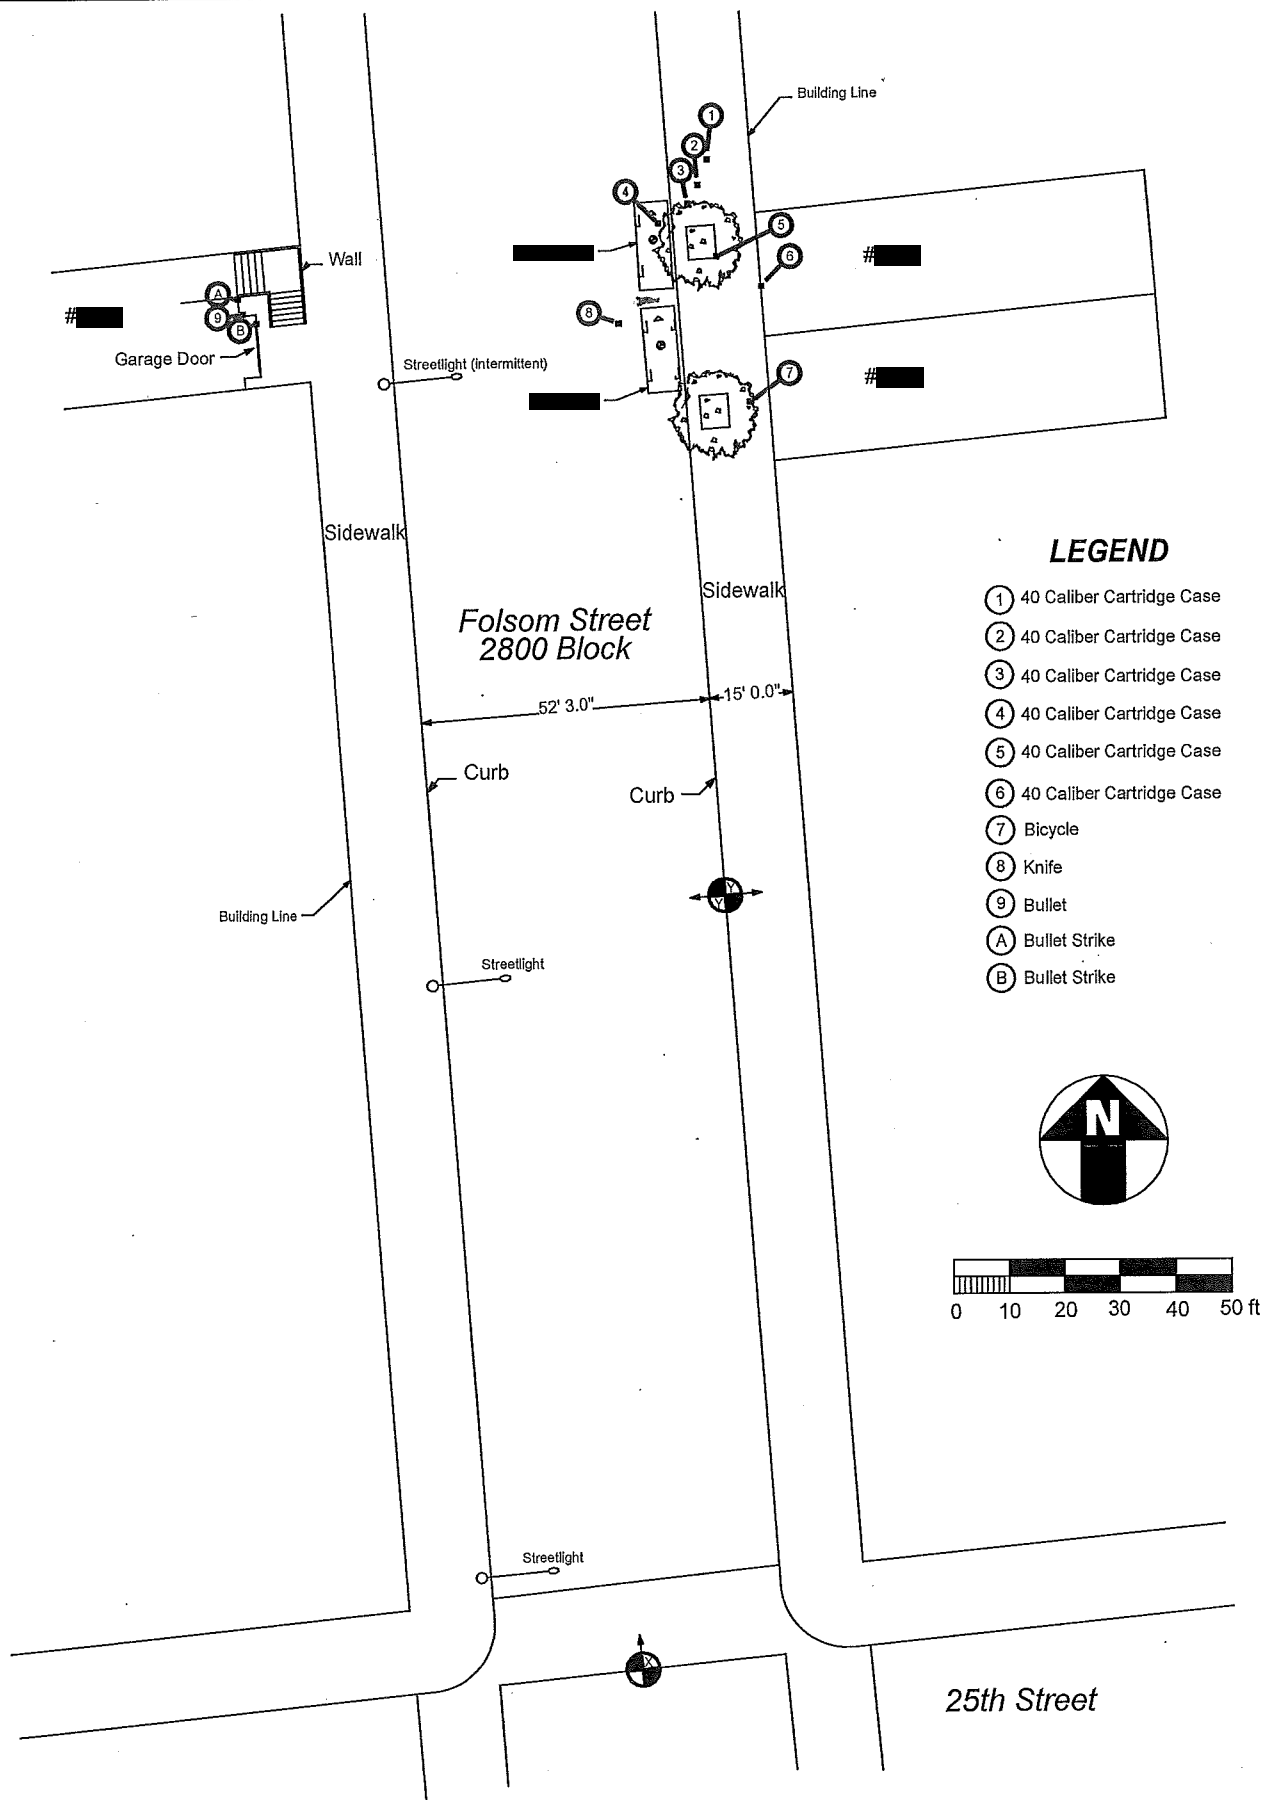 Building Line
1
2
3
4
5
6
#
Wall
A
9
B
#
8
Garage Door
Streetlight (intermittent)
7
#
Sidewalk
Sidewalk
Folsom Street
2800 Block
52' 3.0"
15' 0.0"
Curb
Curb
Y
Y
Building Line
Streetlight
LEGEND
1 40 Caliber Cartridge Case
2 40 Caliber Cartridge Case
3 40 Caliber Cartridge Case
4 40 Caliber Cartridge Case
5 40 Caliber Cartridge Case
6 40 Caliber Cartridge Case
7 Bicycle
8 Knife
9 Bullet
A Bullet Strike
B Bullet Strike
N
0 10 20 30 40 50 ft
Streetlight
X
25th Street